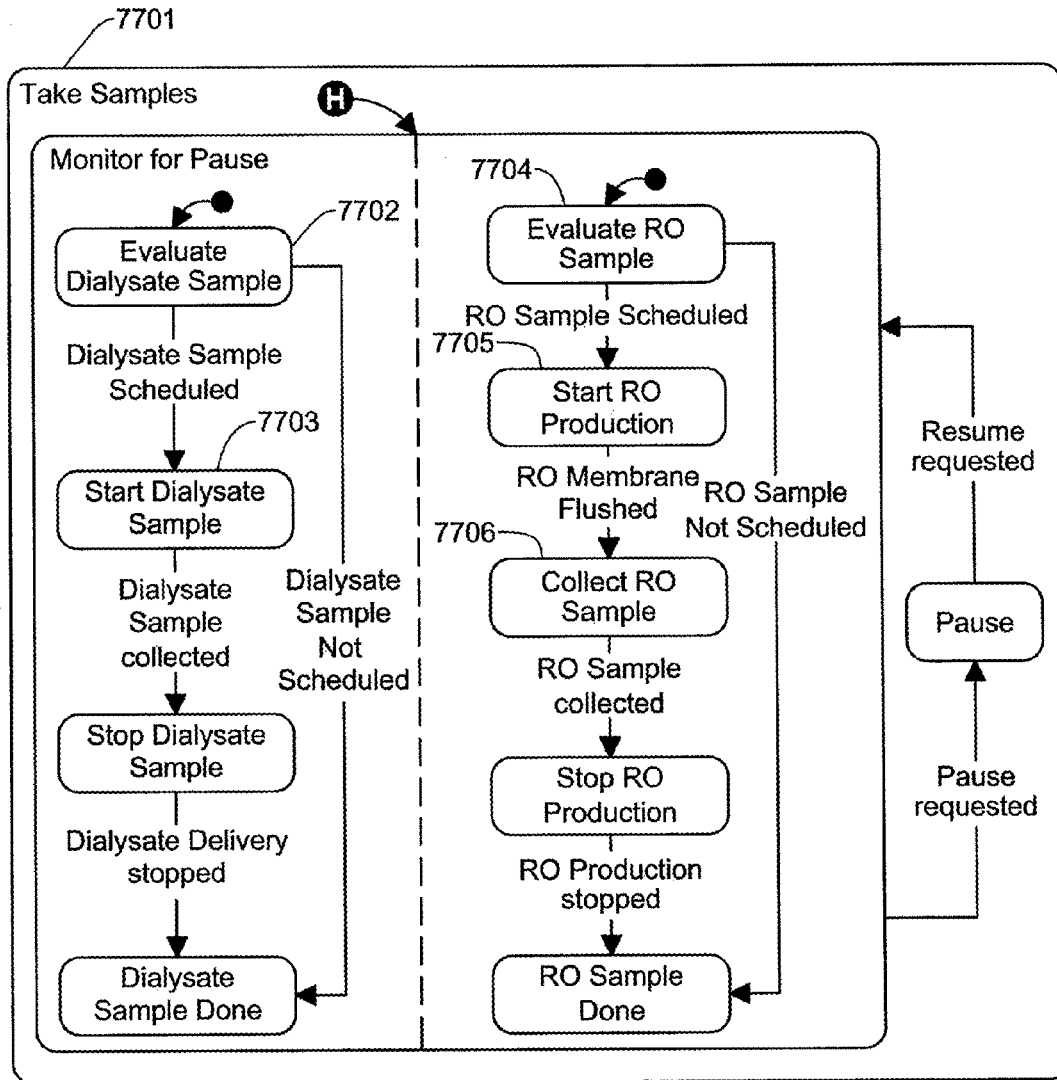 7701
Take Samples
H
Monitor for Pause
7702
Evaluate
Dialysate Sample
Dialysate Sample
Scheduled
7703
Start Dialysate
Sample
Dialysate
Sample
collected
Dialysate
Sample
Not
Scheduled
Stop Dialysate
Sample
Dialysate Delivery
stopped
Dialysate
Sample Done
7704
Evaluate RO
Sample
RO Sample Scheduled
7705
Start RO
Production
RO Membrane
Flushed
RO Sample
Not Scheduled
7706
Collect RO
Sample
RO Sample
collected
Stop RO
Production
RO Production
stopped
RO Sample
Done
Resume
requested
Pause
Pause
requested